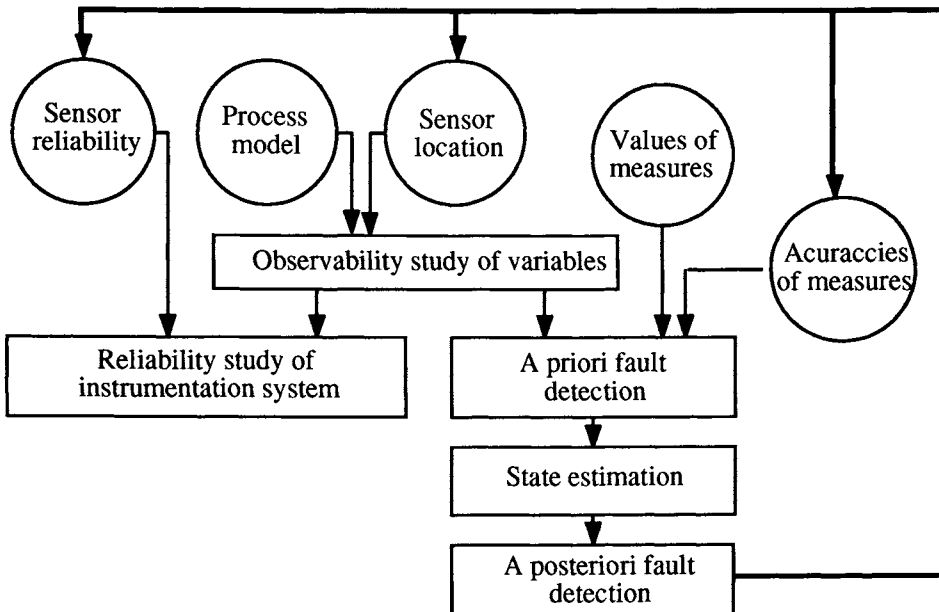 Sensor
reliability
Process
model
Sensor
location
Values of
measures
Acuraccies
of measures
Observability study of variables
Reliability study of
instrumentation system
A priori fault
detection
State estimation
A posteriori fault
detection